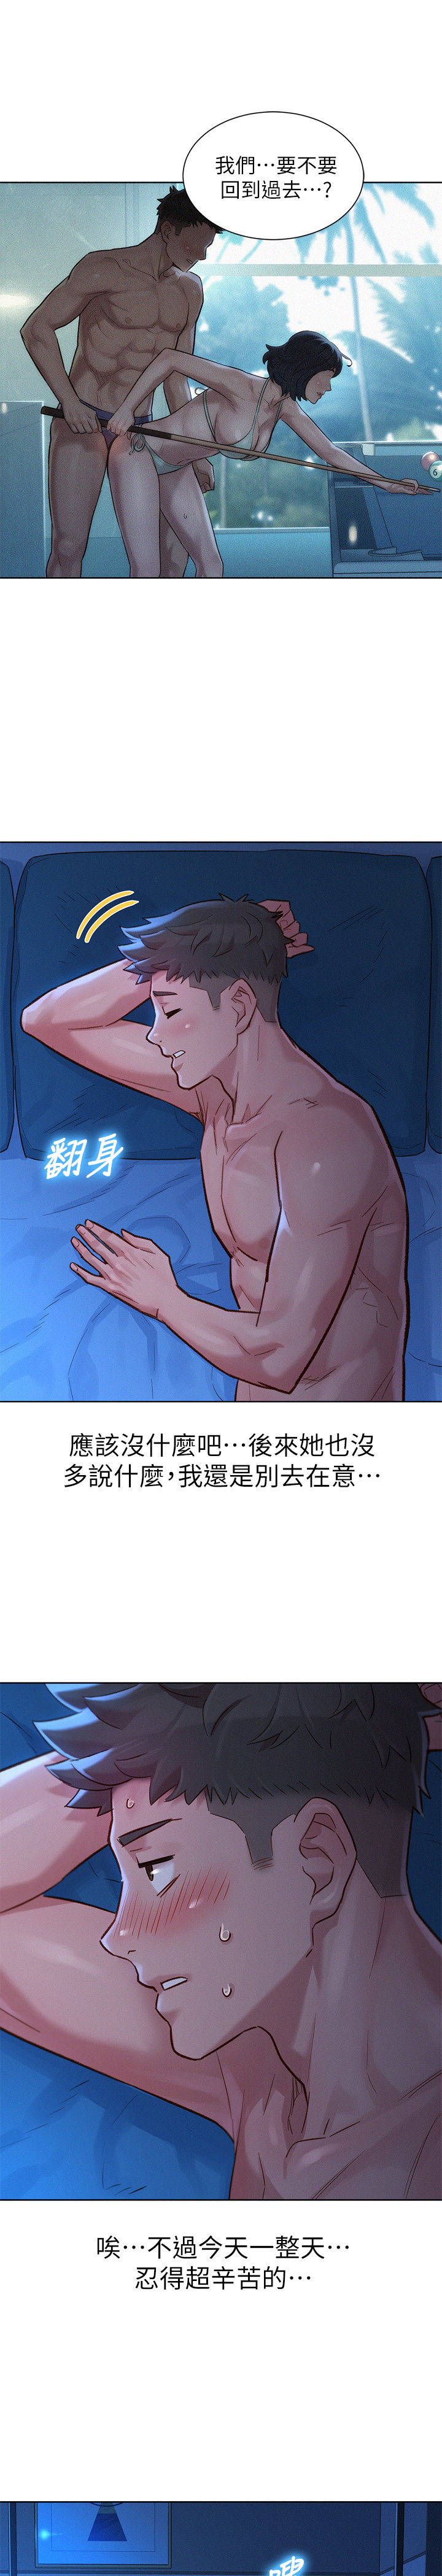 我們⋯要不要
回到過去⋯?
6
翻身
應該沒什麼吧⋯後來她也沒
多說什麼,我還是別去在意⋯
唉⋯不過今天一整天⋯
忍得超辛苦的⋯